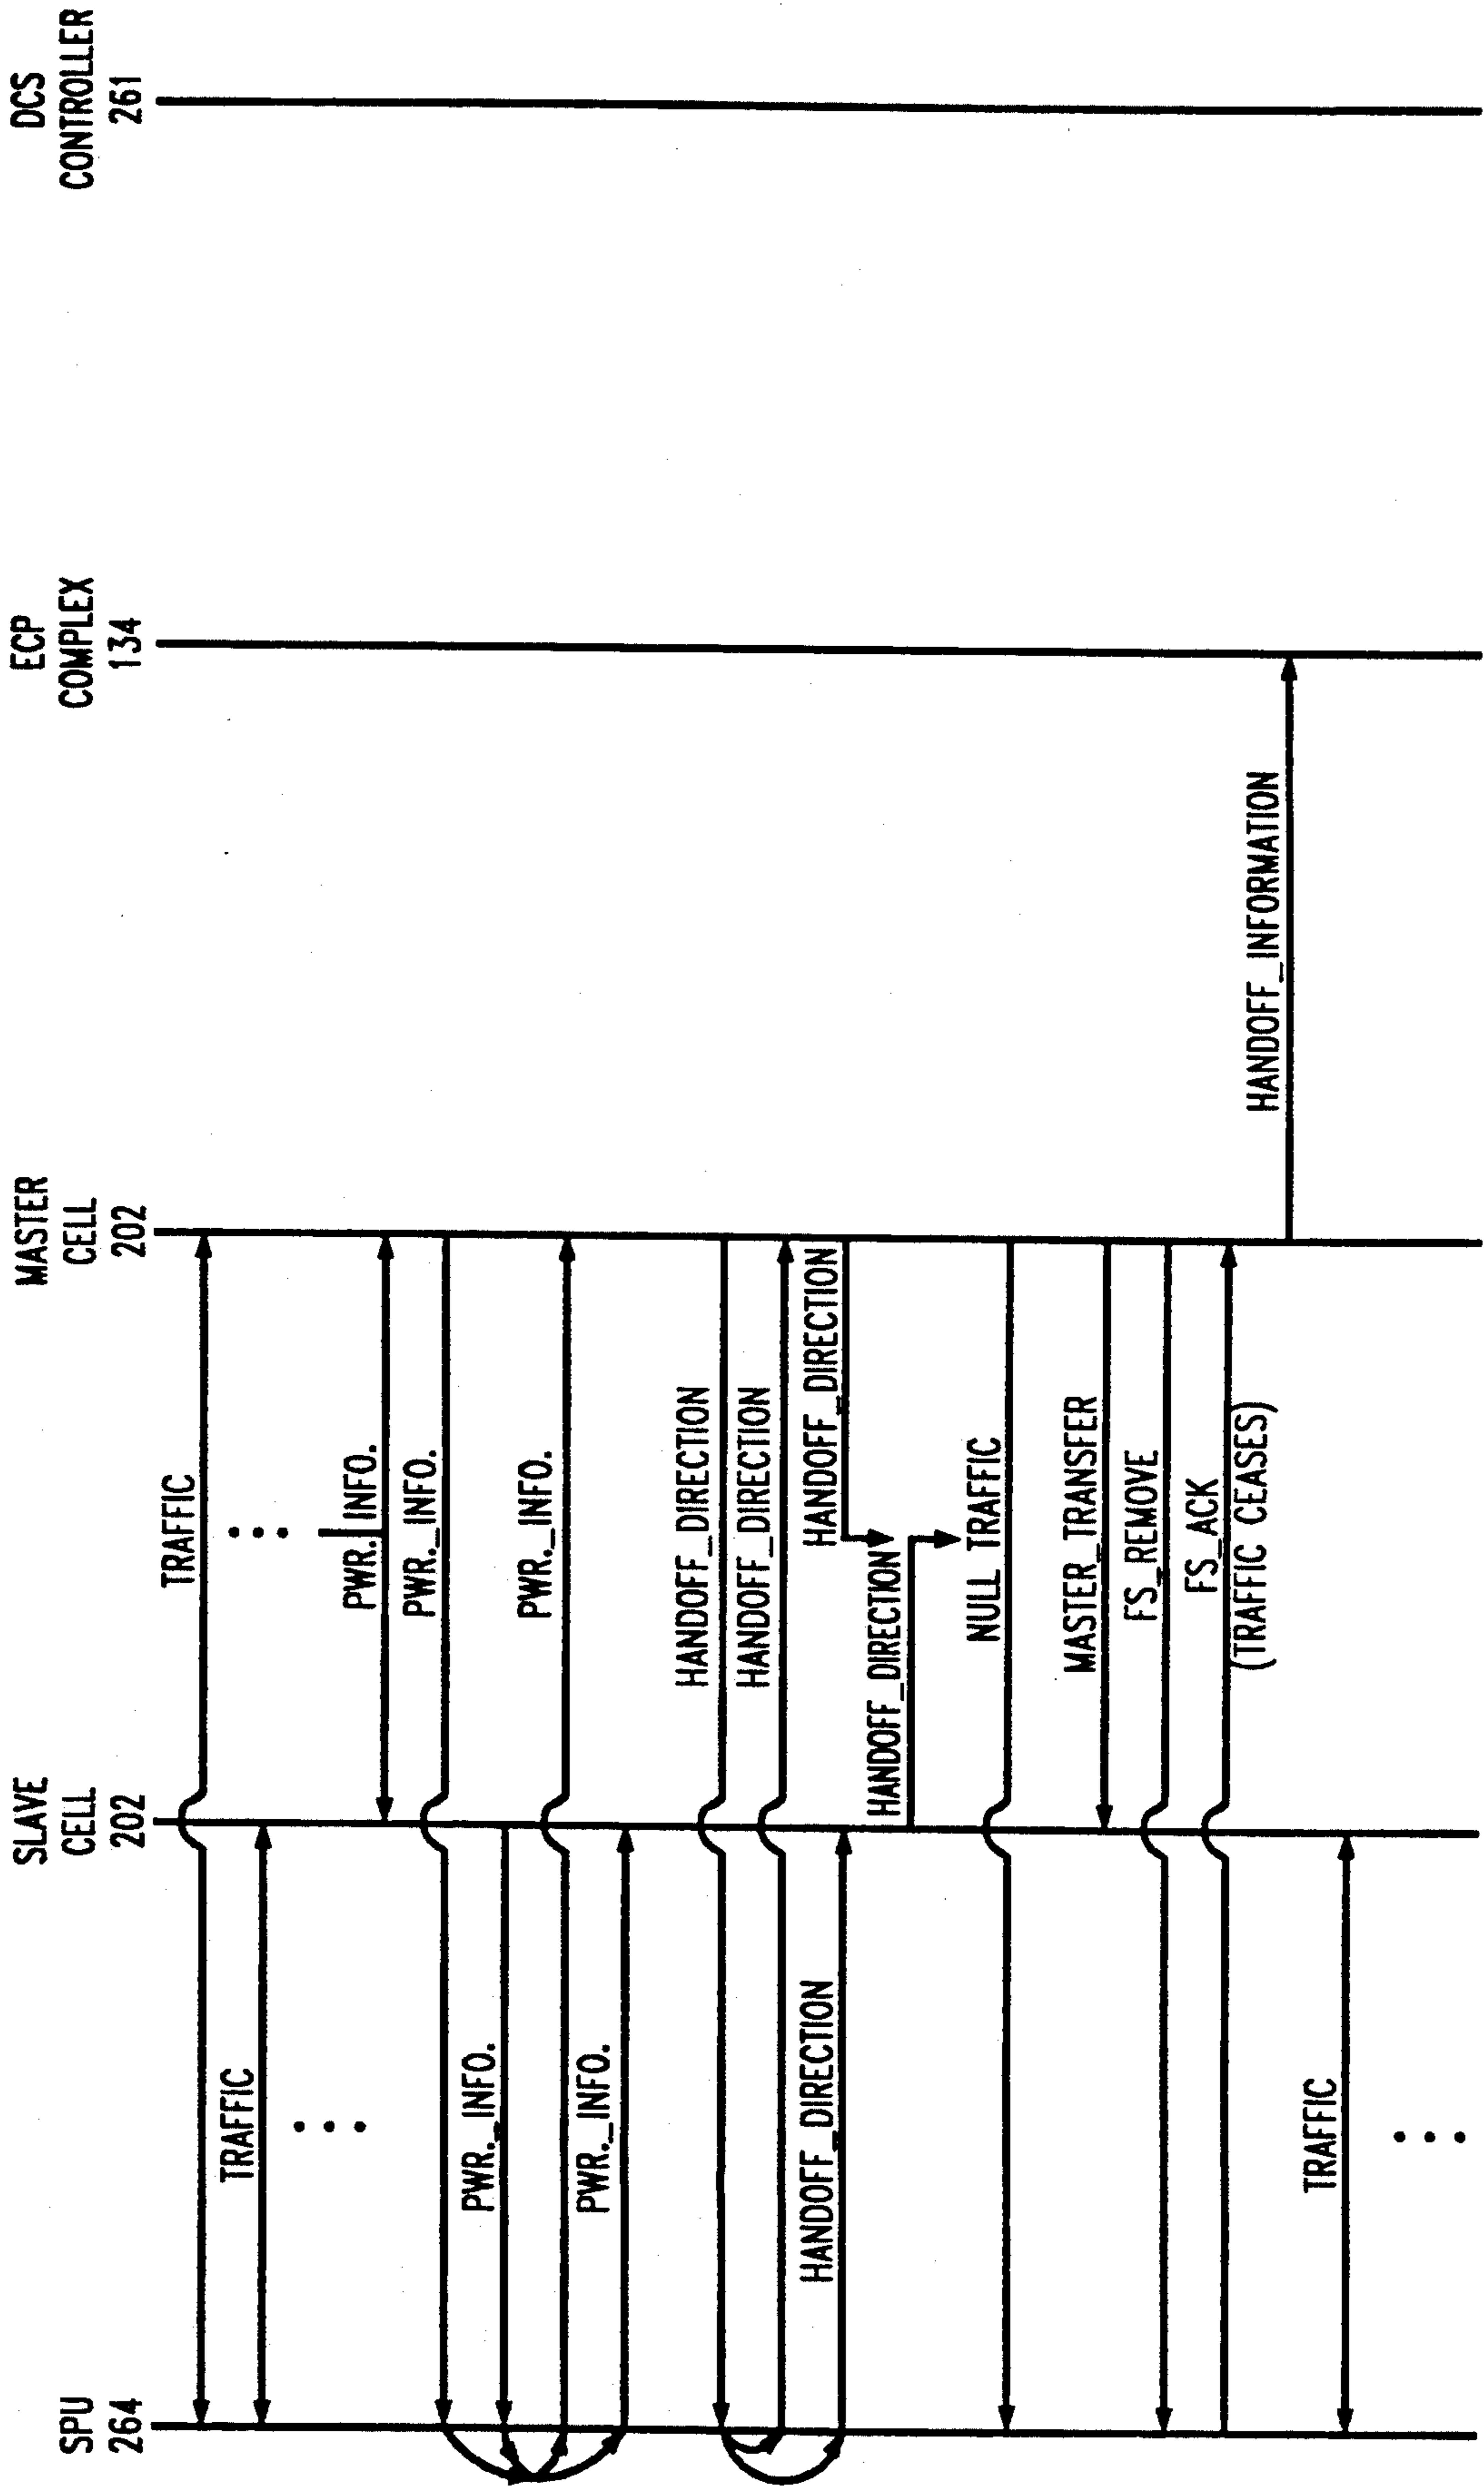 SPU
264
SLAVE
CELL
202
MASTER
CELL
202
ECP
COMPLEX
134
DCS
CONTROLLER
261
TRAFFIC
TRAFFIC
PWR. INFO.
PWR._INFO.
PWR._INFO.
PWR._INFO.
PWR._INFO.
HANDOFF_DIRECTION
HANDOFF_DIRECTION
HANDOFF_DIRECTION
HANDOFF_DIRECTION
HANDOFF_DIRECTION
NULL TRAFFIC
MASTER_TRANSFER
FS_REMOVE
FS_ACK
(TRAFFIC CEASES)
HANDOFF_INFORMATION
TRAFFIC